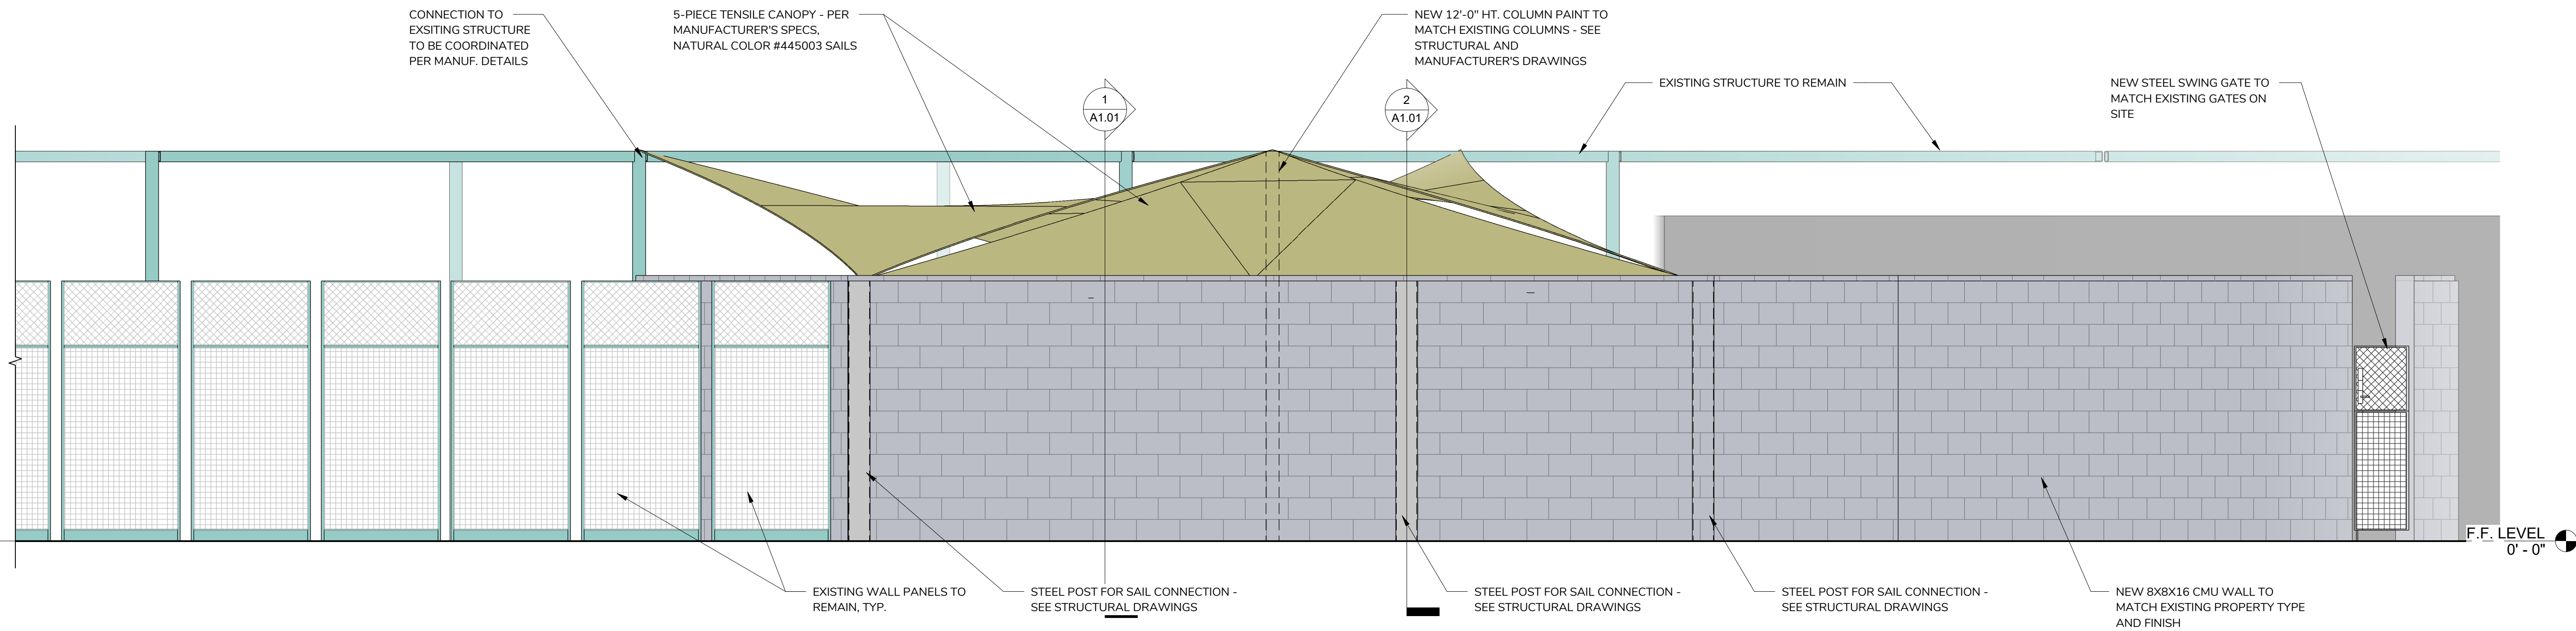 CONNECTION TO
EXSITING STRUCTURE
TO BE COORDINATED
PER MANUF. DETAILS
5-PIECE TENSILE CANOPY - PER
MANUFACTURER'S SPECS,
NATURAL COLOR #445003 SAILS
NEW 12'-0" HT. COLUMN PAINT TO
MATCH EXISTING COLUMNS - SEE
STRUCTURAL AND
MANUFACTURER'S DRAWINGS
EXISTING STRUCTURE TO REMAIN
NEW STEEL SWING GATE TO
MATCH EXISTING GATES ON
SITE
1
A1.01
2
A1.01
F.F. LEVEL
0' - 0"
EXISTING WALL PANELS TO
REMAIN, TYP.
STEEL POST FOR SAIL CONNECTION -
SEE STRUCTURAL DRAWINGS
STEEL POST FOR SAIL CONNECTION -
SEE STRUCTURAL DRAWINGS
STEEL POST FOR SAIL CONNECTION -
SEE STRUCTURAL DRAWINGS
NEW 8X8X16 CMU WALL TO
MATCH EXISTING PROPERTY TYPE
AND FINISH